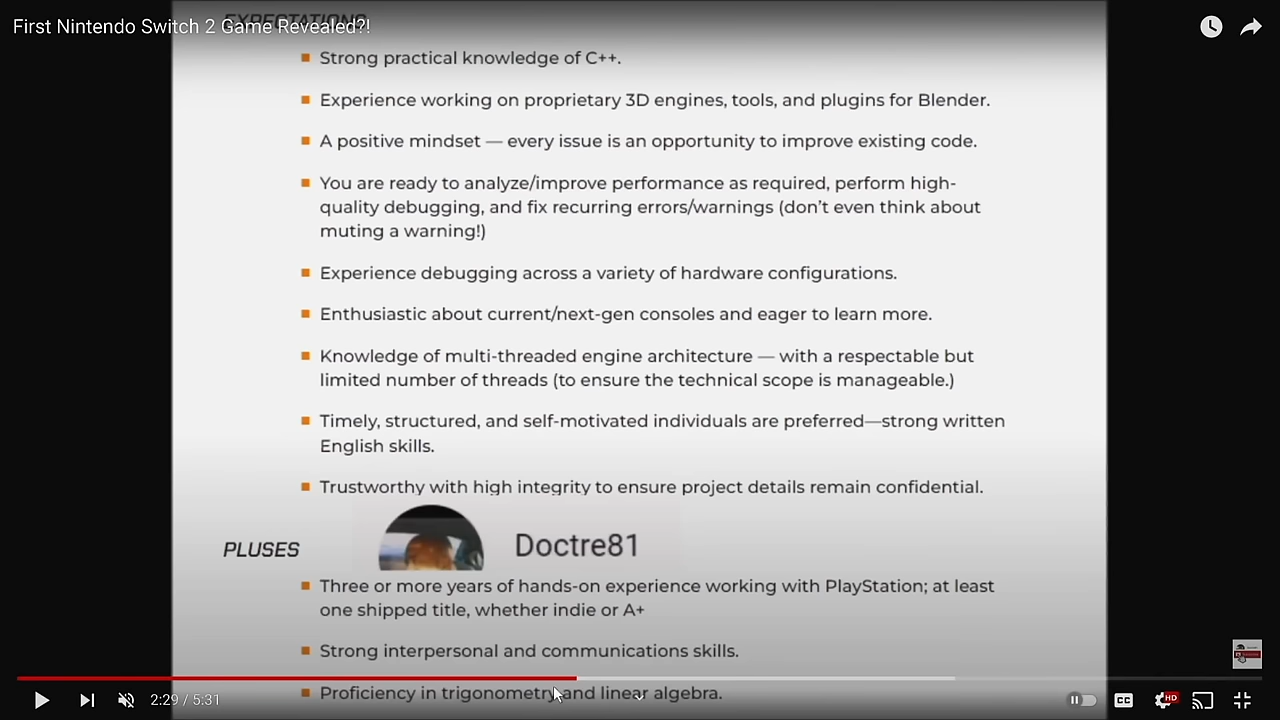 EXPECTATIONS
First Nintendo Switch 2 Game Revealed?!
Strong practical knowledge of C++.
Experience working on proprietary 3D engines, tools, and plugins for Blender.
A positive mindset — every issue is an opportunity to improve existing code.
You are ready to analyze/improve performance as required, perform high-
quality debugging, and fix recurring errors/warnings (don't even think about
muting a warning!)
Experience debugging across a variety of hardware configurations.
Enthusiastic about current/next-gen consoles and eager to learn more.
Knowledge of multi-threaded engine architecture — with a respectable but
limited number of threads (to ensure the technical scope is manageable.)
Timely, structured, and self-motivated individuals are preferred—strong written
English skills.
Trustworthy with high integrity to ensure project details remain confidential.
Doctre81
PLUSES
Three or more years of hands-on experience working with PlayStation; at least
one shipped title, whether indie or A+
Strong interpersonal and communications skills.
Proficiency in trigonometry and linear algebra.
2:29 / 5:31
CC
HD